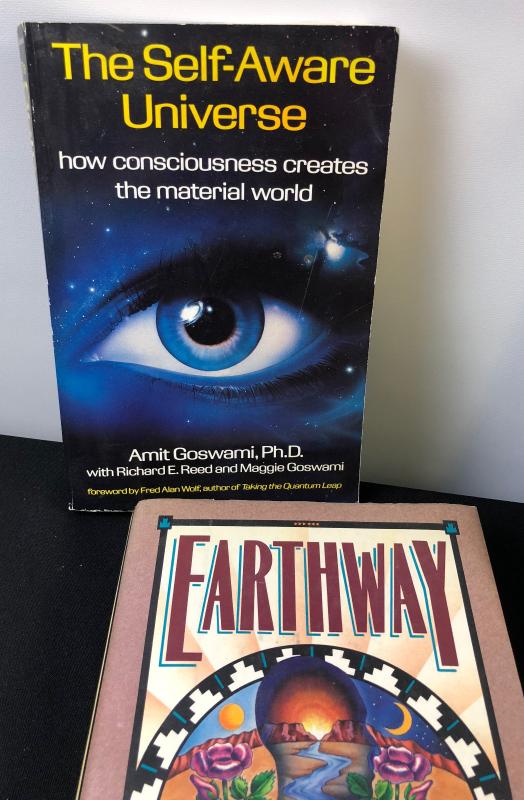 The Self-Aware
Universe
how consciousness creates
the material world
Amit Goswami, Ph.D.
with Richard E. Reed and Maggie Goswami
foreword by Fred Alan Wolf, author of Taking the Quantum Leap
EARTHWAY